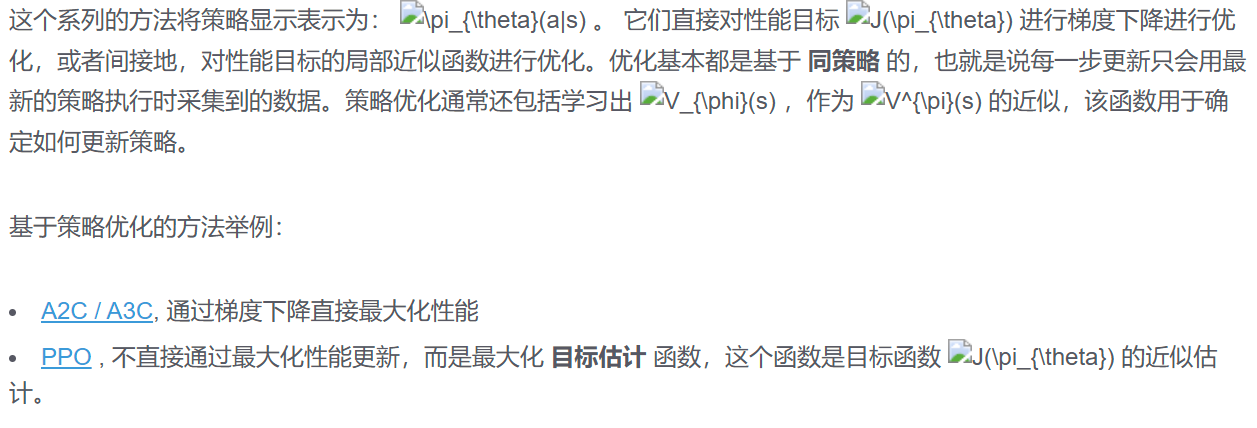 这个系列的方法将策略显示表示为： \pi_{\theta}(a|s) 。 它们直接对性能目标 J(\pi_{\theta}) 进行梯度下降进行优
化，或者间接地，对性能目标的局部近似函数进行优化。优化基本都是基于 同策略 的，也就是说每一步更新只会用最
新的策略执行时采集到的数据。策略优化通常还包括学习出 V_{\phi}(s) ，作为 V^{\pi}(s) 的近似，该函数用于确
定如何更新策略。
基于策略优化的方法举例：
• A2C / A3C, 通过梯度下降直接最大化性能
• PPO , 不直接通过最大化性能更新，而是最大化 目标估计 函数，这个函数是目标函数 J(\pi_{\theta}) 的近似估
计。